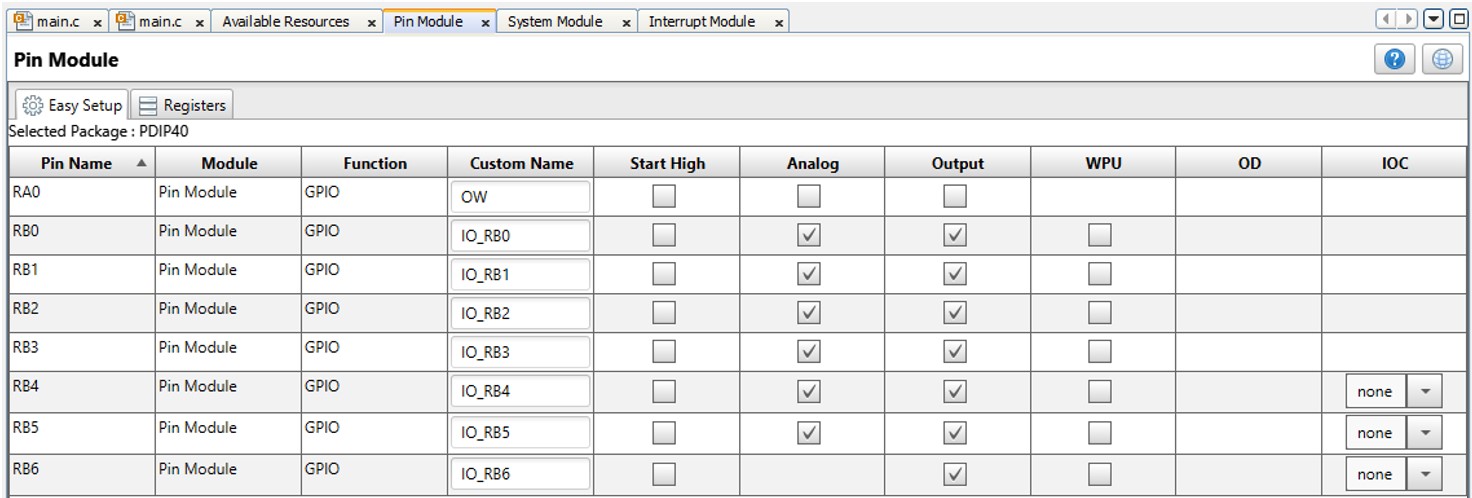 main.c x main.c x Available Resources x Pin Module x System Module x Interrupt Module x
Pin Module ?
Easy Setup Registers
Selected Package : PDIP40
Pin Name Module Function Custom Name Start High Analog Output WPU OD IOC
RA0 Pin Module GPIO OW
RB0 Pin Module GPIO IO_RB0
RB1 Pin Module GPIO IO_RB1
RB2 Pin Module GPIO IO_RB2
RB3 Pin Module GPIO IO_RB3
RB4 Pin Module GPIO IO_RB4 none
RB5 Pin Module GPIO IO_RB5 none
RB6 Pin Module GPIO IO_RB6 none